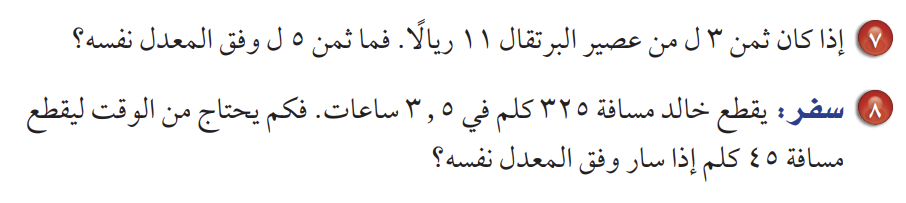 ٧ إذا كان ثمن ٣ ل من عصير البرتقال ١١ ريالًا. فما ثمن ٥ ل وفق المعدل نفسه؟
٨ سفر: يقطع خالد مسافة ٣٢٥ كلم في ٣,٥ ساعات. فكم يحتاج من الوقت ليقطع
مسافة ٤٥ كلم إذا سار وفق المعدل نفسه؟